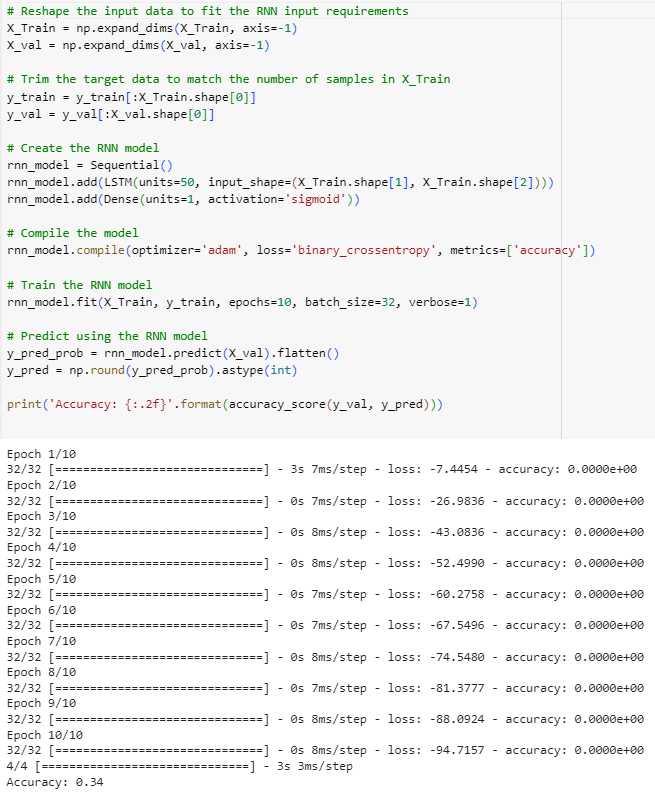 # Reshape the input data to fit the RNN input requirements
X_Train = np.expand_dims(X_Train, axis=-1)
X_val = np.expand_dims(X_val, axis=-1)
# Trim the target data to match the number of samples in X_Train
y_train = y_train[:X_Train.shape[0]]
y_val = y_val[:X_val.shape[0]]
# Create the RNN model
rnn_model = Sequential()
rnn_model.add(LSTM(units=50, input_shape=(X_Train.shape[1], X_Train.shape[2])))
rnn_model.add(Dense(units=1, activation='sigmoid'))
# Compile the model
rnn_model.compile(optimizer='adam', loss='binary_crossentropy', metrics=['accuracy'])
# Train the RNN model
rnn_model.fit(X_Train, y_train, epochs=10, batch_size=32, verbose=1)
# Predict using the RNN model
y_pred_prob = rnn_model.predict(X_val).flatten()
y_pred = np.round(y_pred_prob).astype(int)
print('Accuracy: {:.2f}'.format(accuracy_score(y_val, y_pred)))
Epoch 1/10
32/32 [==============================] - 3s 7ms/step - loss: -7.4454 - accuracy: 0.0000e+00
Epoch 2/10
32/32 [==============================] - 0s 7ms/step - loss: -26.9836 - accuracy: 0.0000e+00
Epoch 3/10
32/32 [==============================] - 0s 8ms/step - loss: -43.0836 - accuracy: 0.0000e+00
Epoch 4/10
32/32 [==============================] - 0s 8ms/step - loss: -52.4990 - accuracy: 0.0000e+00
Epoch 5/10
32/32 [==============================] - 0s 7ms/step - loss: -60.2758 - accuracy: 0.0000e+00
Epoch 6/10
32/32 [==============================] - 0s 7ms/step - loss: -67.5496 - accuracy: 0.0000e+00
Epoch 7/10
32/32 [==============================] - 0s 8ms/step - loss: -74.5480 - accuracy: 0.0000e+00
Epoch 8/10
32/32 [==============================] - 0s 7ms/step - loss: -81.3777 - accuracy: 0.0000e+00
Epoch 9/10
32/32 [==============================] - 0s 8ms/step - loss: -88.0924 - accuracy: 0.0000e+00
Epoch 10/10
32/32 [==============================] - 0s 8ms/step - loss: -94.7157 - accuracy: 0.0000e+00
4/4 [==============================] - 3s 3ms/step
Accuracy: 0.34